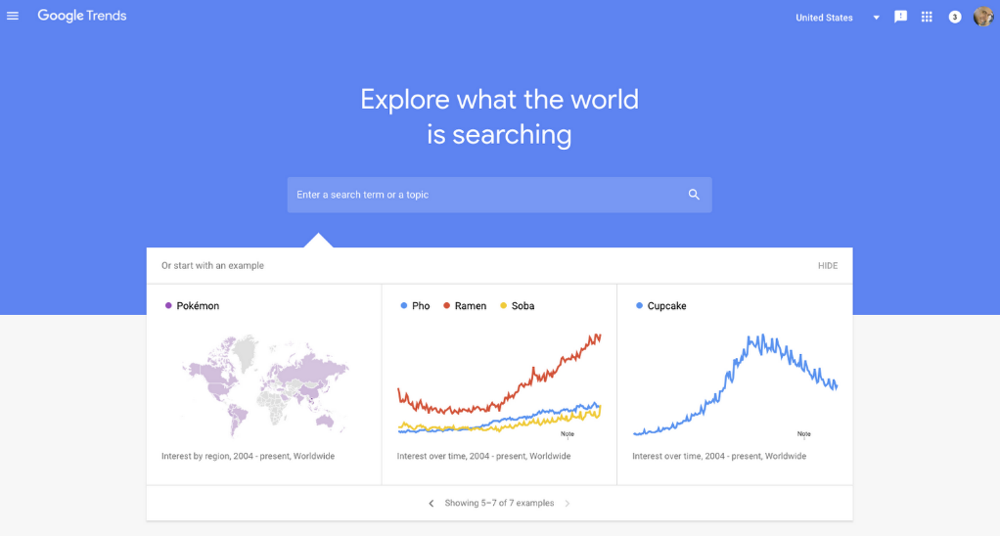 Google Trends
United States
3
Explore what the world
is searching
Enter a search term or a topic
Or start with an example
HIDE
Pokémon
Pho Ramen Soba
Cupcake
Note
Note
Interest by region, 2004 - present, Worldwide
Interest over time, 2004 - present, Worldwide
Interest over time, 2004 - present, Worldwide
Showing 5–7 of 7 examples